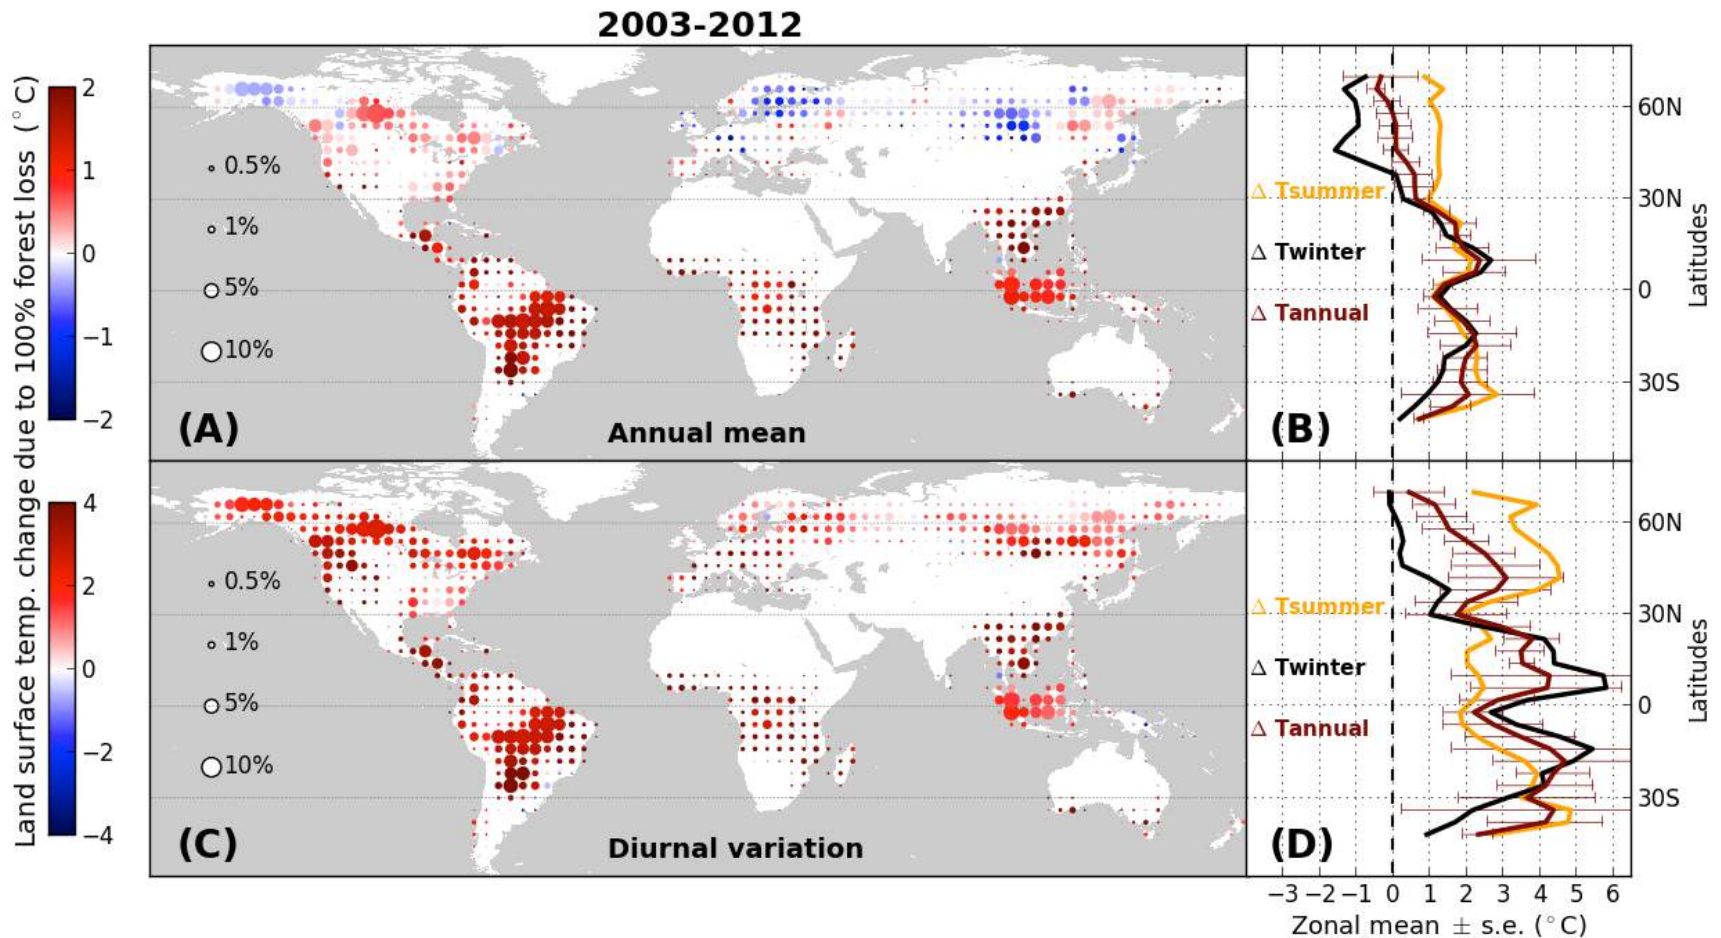 2003-2012
Land surface temp. change due to 100% forest loss (°C)
2
1
0
−1
−2
4
2
0
−2
−4
0.5%
1%
5%
10%
(A)
Annual mean
Δ Tsummer
Δ Twinter
Δ Tannual
(B)
60N
30N
0
30S
Latitudes
0.5%
1%
5%
10%
(C)
Diurnal variation
Δ Tsummer
Δ Twinter
Δ Tannual
(D)
60N
30N
0
30S
Latitudes
−3 −2 −1 0 1 2 3 4 5 6
Zonal mean ± s.e. (°C)